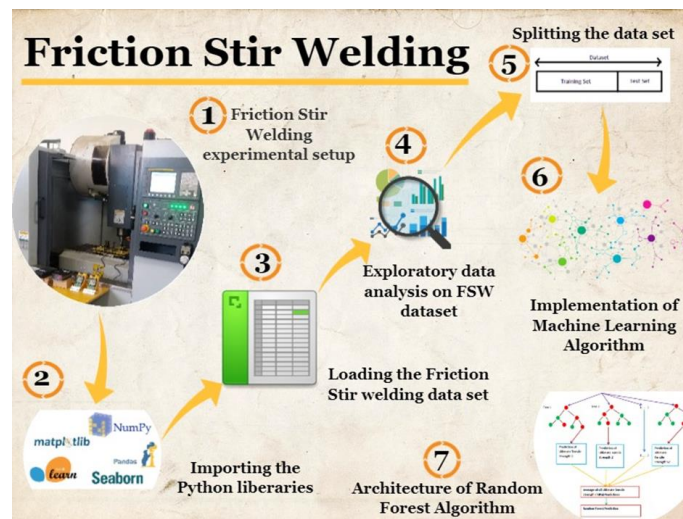 Friction Stir Welding
1
Friction Stir
Welding
experimental setup
2
NumPy
matplotlib
Pandas
learn
Seaborn
Importing the
Python liberaries
3
Loading the Friction
Stir welding data set
4
Exploratory data
analysis on FSW
dataset
5
Splitting the data set
Dataset
Training Set
Test Set
6
Implementation of
Machine Learning
Algorithm
7
Architecture of Random
Forest Algorithm